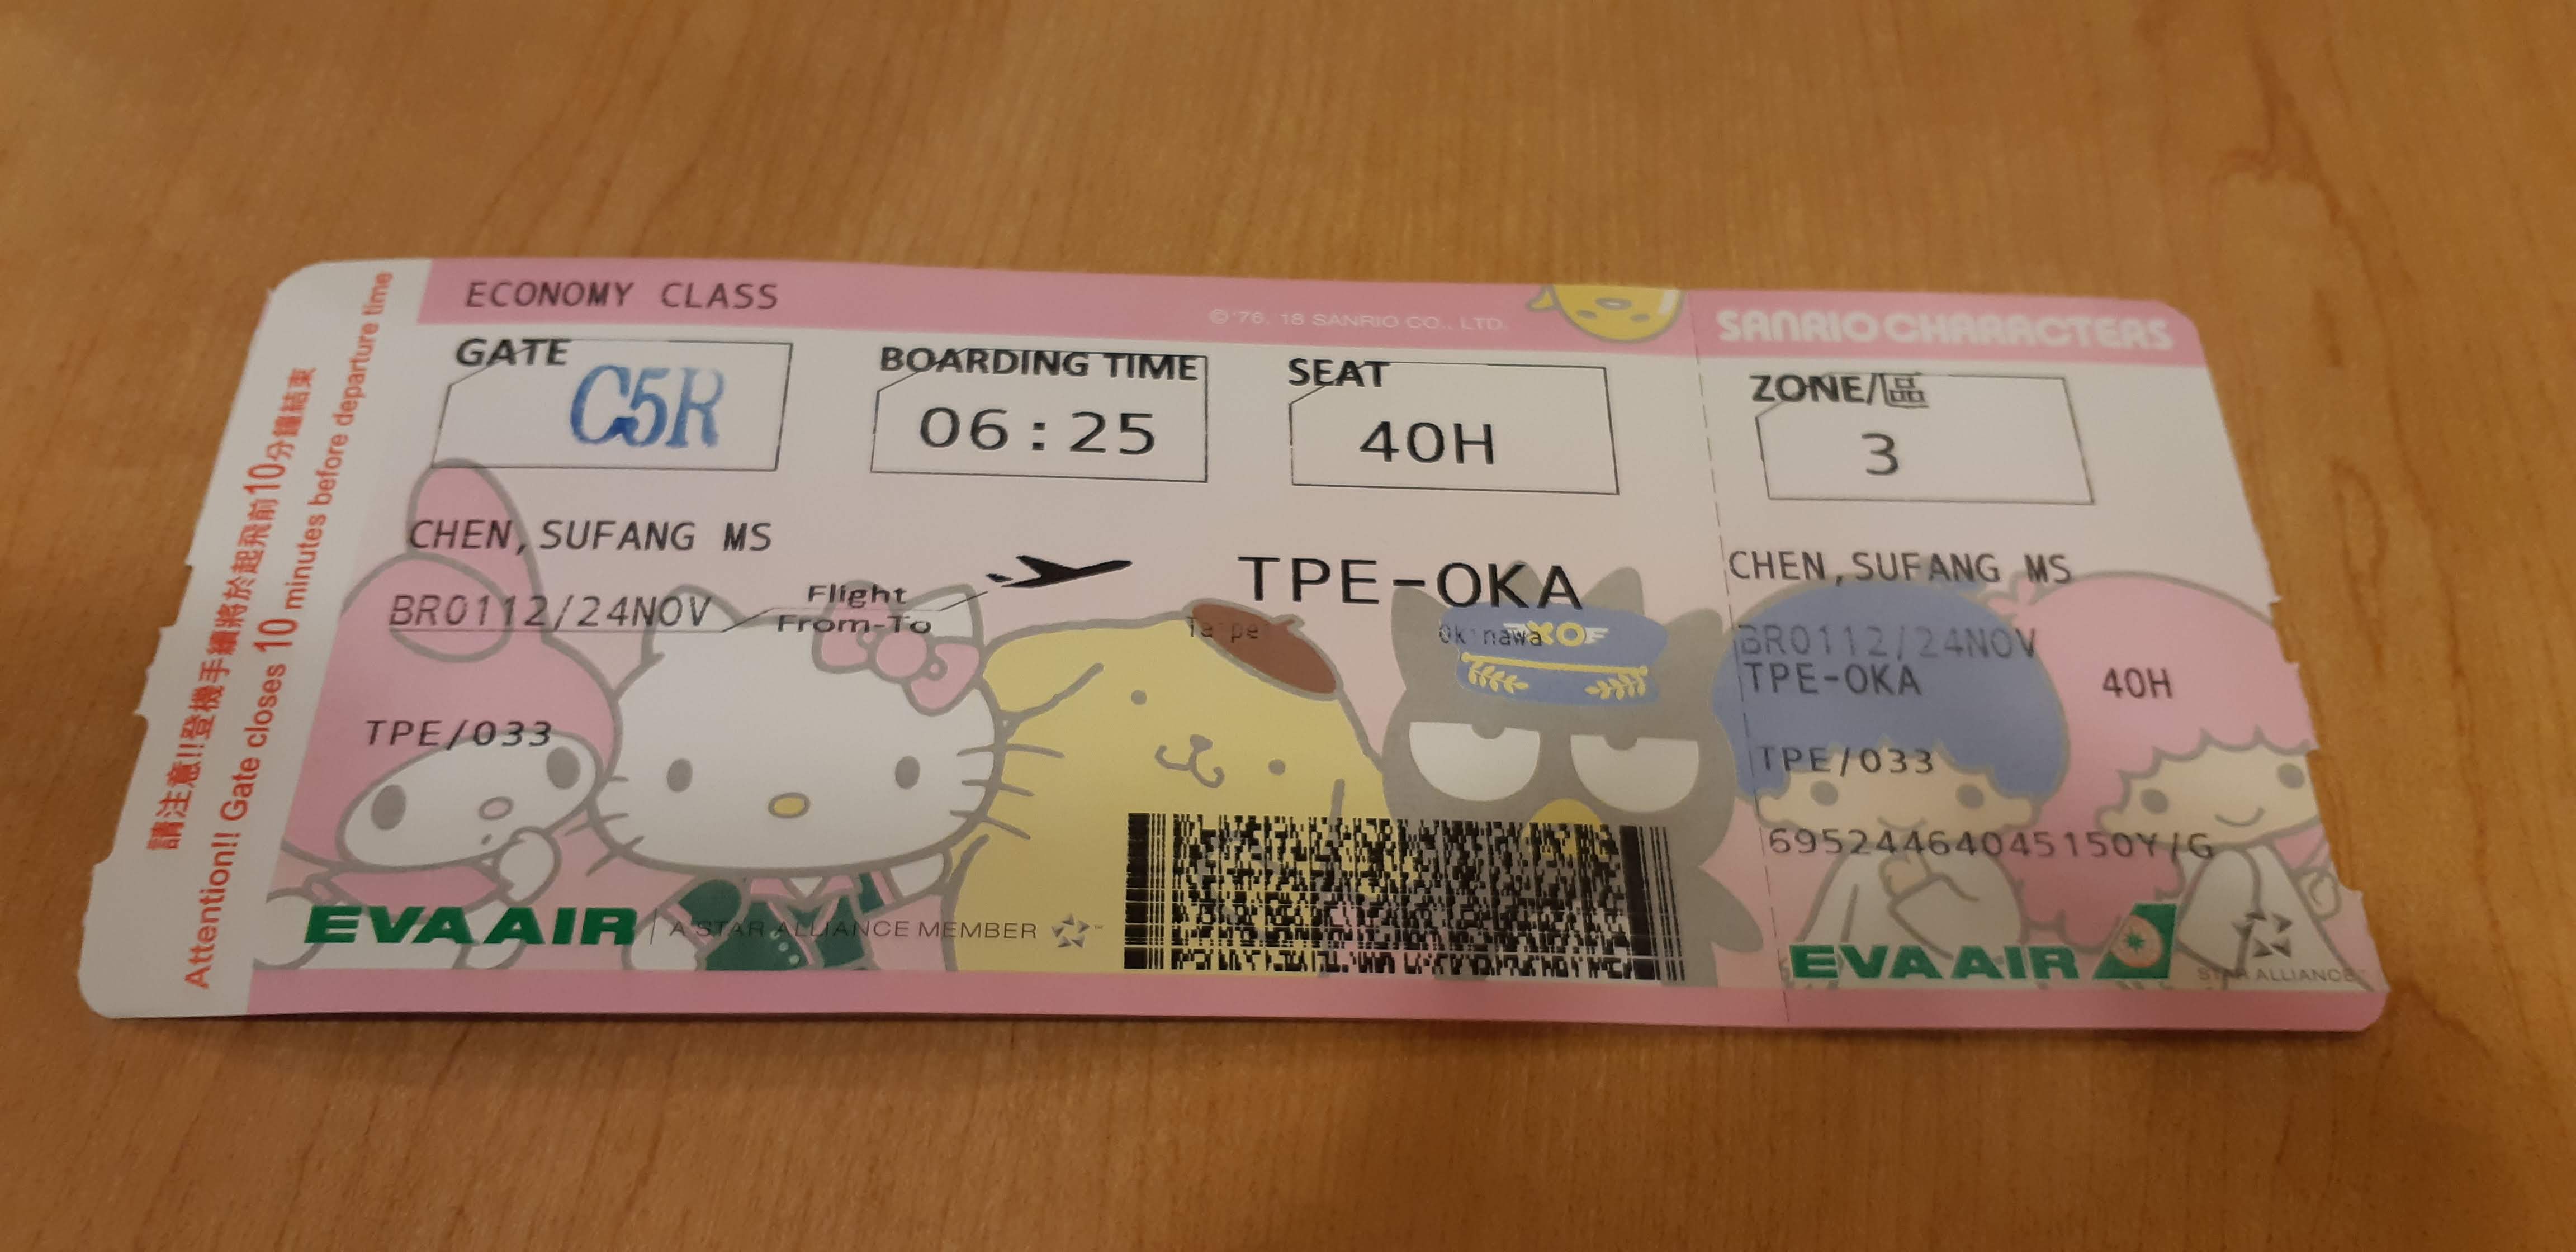 請注意!!登機手續將於起飛前10分鐘結束
Attention!! Gate closes 10 minutes before departure time
ECONOMY CLASS
©'76, 18 SANRIO CO., LTD.
GATE
C5R
BOARDING TIME
06:25
SEAT
40H
CHEN,SUFANG MS
BR0112/24NOV
Flight
From-To
TPE-OKA
Taipei
Okinawa
TPE/033
EVA AIR
A STAR ALLIANCE MEMBER
SANRIO CHARACTERS
ZONE/區
3
CHEN,SUFANG MS
BR0112/24NOV
TPE-OKA
40H
TPE/033
69524464045150Y/G
EVA AIR
STAR ALLIANCE